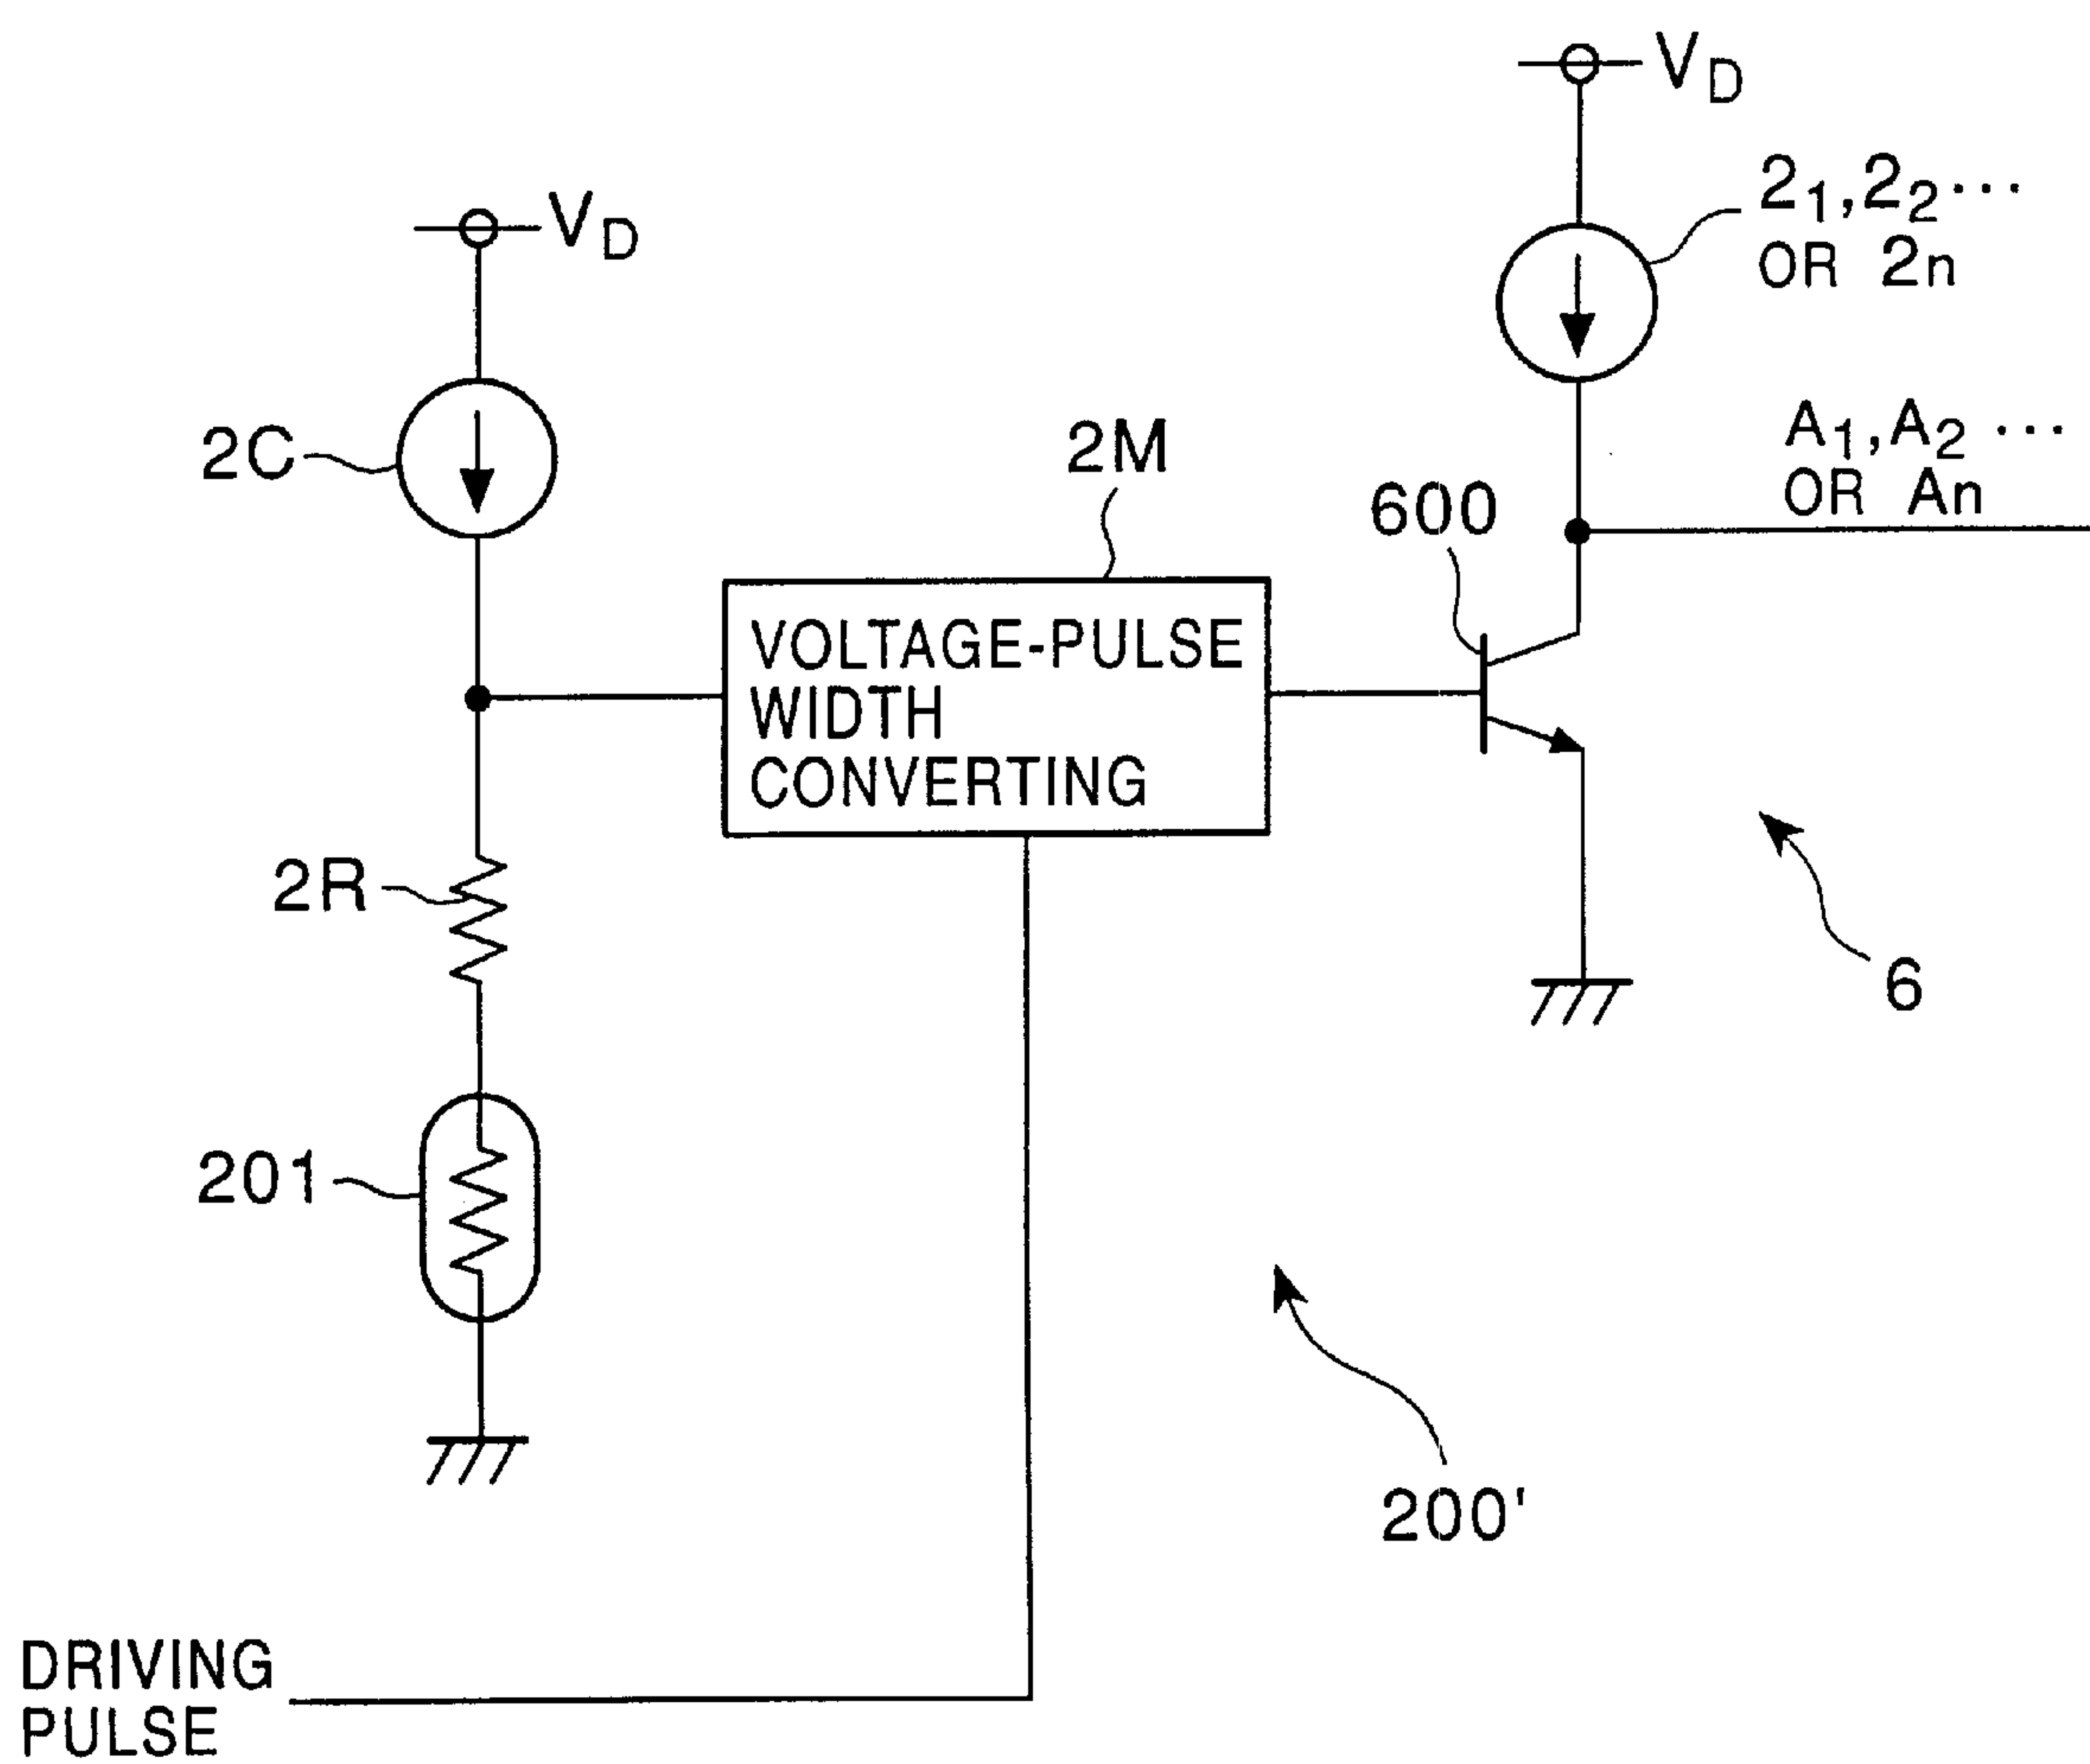 VD
2₁,2₂···
OR 2n
VD
A₁,A₂ ···
OR An
2C
2M
600
VOLTAGE-PULSE
WIDTH
CONVERTING
2R
6
201
200'
DRIVING
PULSE